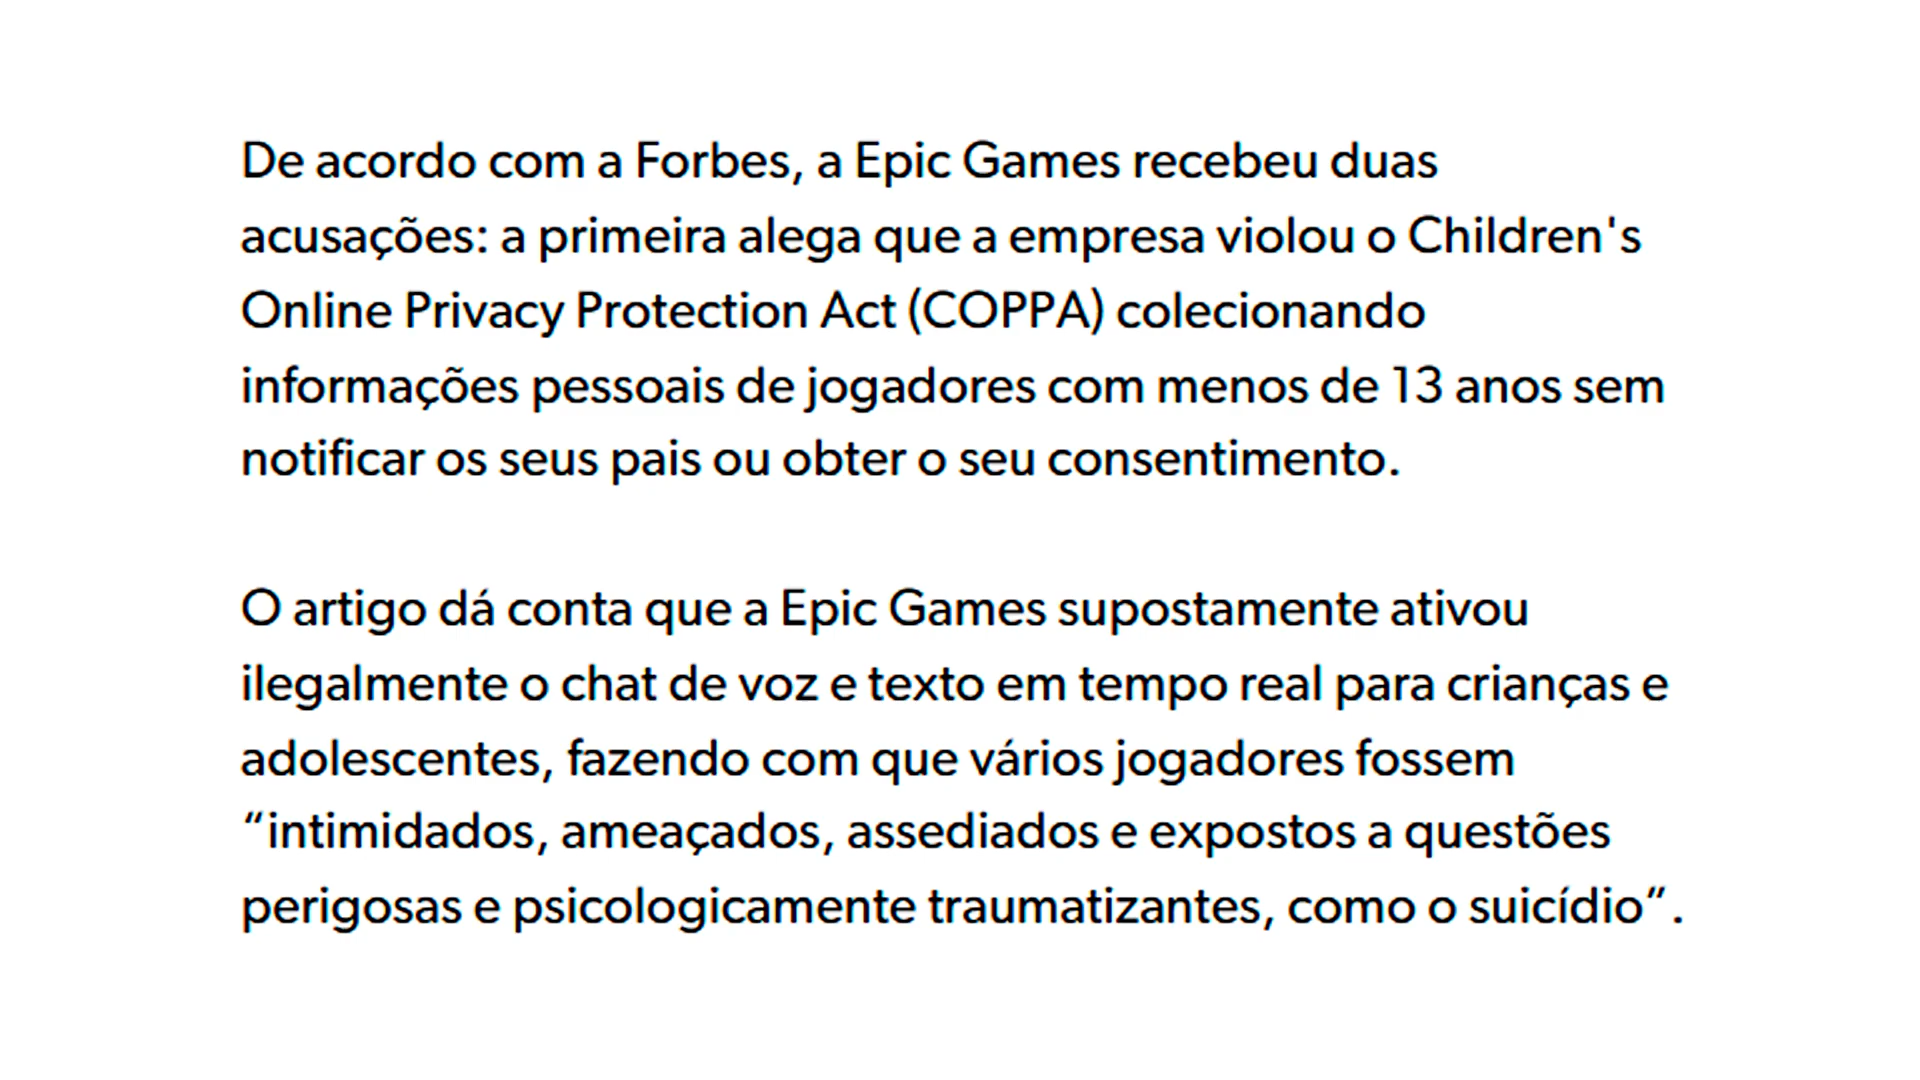 De acordo com a Forbes, a Epic Games recebeu duas
acusações: a primeira alega que a empresa violou o Children's
Online Privacy Protection Act (COPPA) colecionando
informações pessoais de jogadores com menos de 13 anos sem
notificar os seus pais ou obter o seu consentimento.
O artigo dá conta que a Epic Games supostamente ativou
ilegalmente o chat de voz e texto em tempo real para crianças e
adolescentes, fazendo com que vários jogadores fossem
“intimidados, ameaçados, assediados e expostos a questões
perigosas e psicologicamente traumatizantes, como o suicídio”.